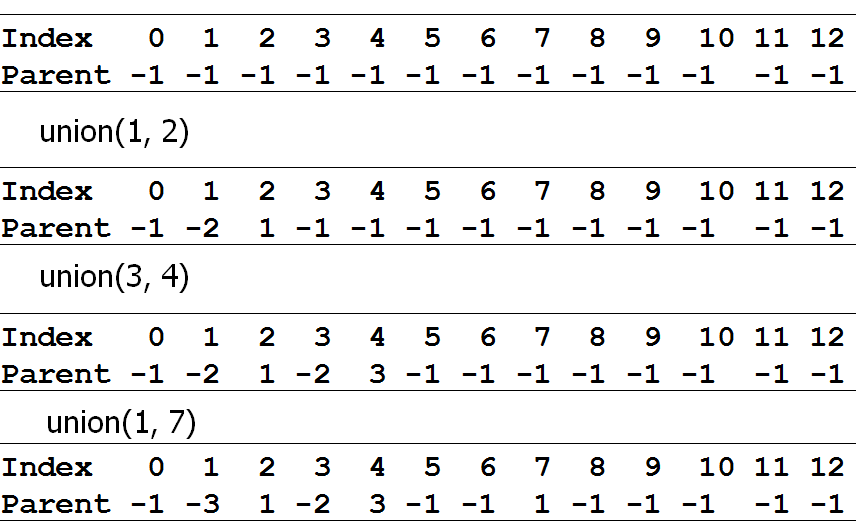 Index 0 1 2 3 4 5 6 7 8 9 10 11 12
Parent -1 -1 -1 -1 -1 -1 -1 -1 -1 -1 -1 -1 -1
union(1, 2)
Index 0 1 2 3 4 5 6 7 8 9 10 11 12
Parent -1 -2 1 -1 -1 -1 -1 -1 -1 -1 -1 -1 -1
union(3, 4)
Index 0 1 2 3 4 5 6 7 8 9 10 11 12
Parent -1 -2 1 -2 3 -1 -1 -1 -1 -1 -1 -1 -1
union(1, 7)
Index 0 1 2 3 4 5 6 7 8 9 10 11 12
Parent -1 -3 1 -2 3 -1 -1 1 -1 -1 -1 -1 -1